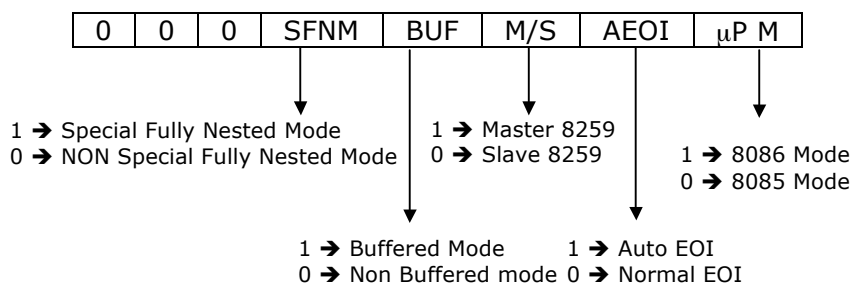 0 0 0 SFNM BUF M/S AEOI μP M
1 ➔ Special Fully Nested Mode
0 ➔ NON Special Fully Nested Mode
1 ➔ Master 8259
0 ➔ Slave 8259
1 ➔ 8086 Mode
0 ➔ 8085 Mode
1 ➔ Buffered Mode
0 ➔ Non Buffered mode
1 ➔ Auto EOI
0 ➔ Normal EOI